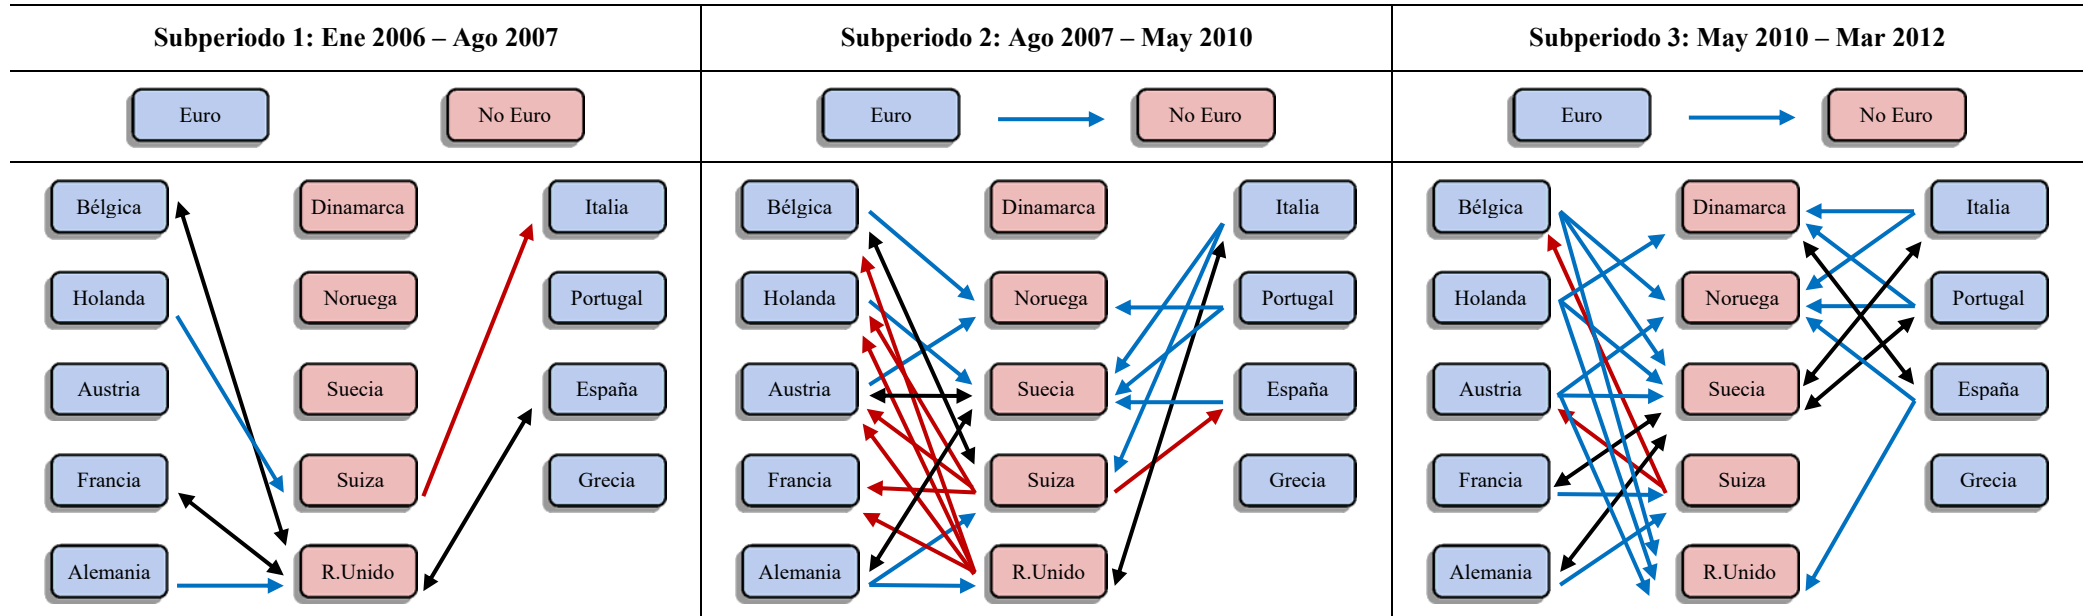 Subperiodo 1: Ene 2006 – Ago 2007
Subperiodo 2: Ago 2007 – May 2010
Subperiodo 3: May 2010 – Mar 2012
Euro
No Euro
Euro
No Euro
Euro
No Euro
Bélgica
Dinamarca
Italia
Holanda
Noruega
Portugal
Austria
Suecia
España
Francia
Suiza
Grecia
Alemania
R.Unido
Bélgica
Dinamarca
Italia
Holanda
Noruega
Portugal
Austria
Suecia
España
Francia
Suiza
Grecia
Alemania
R.Unido
Bélgica
Dinamarca
Italia
Holanda
Noruega
Portugal
Austria
Suecia
España
Francia
Suiza
Grecia
Alemania
R.Unido